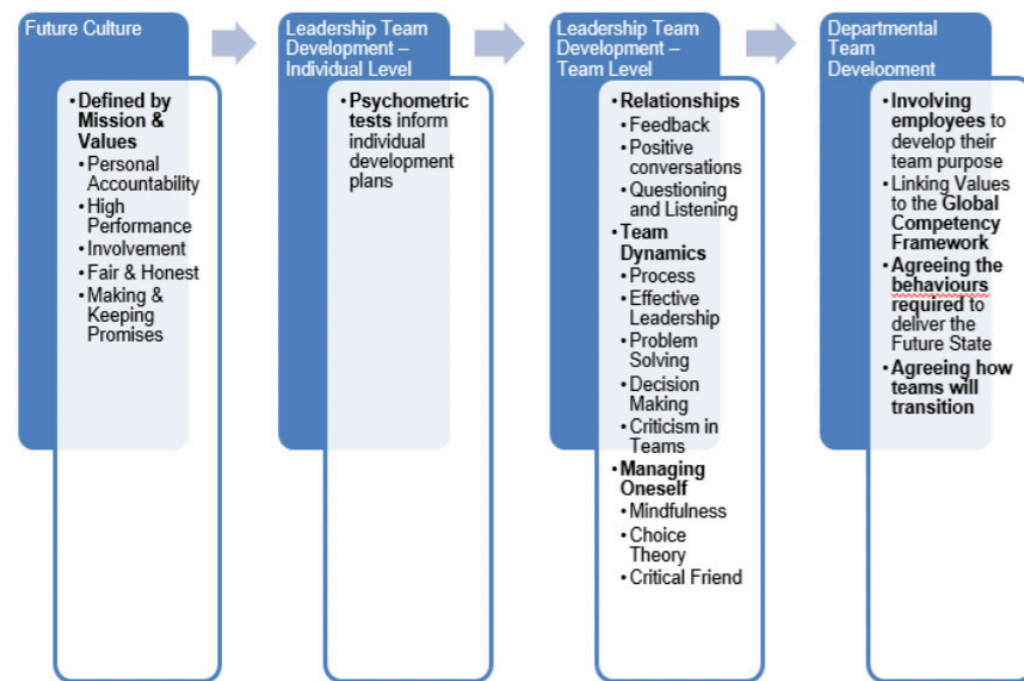 Future Culture
• Defined by
Mission &
Values
• Personal
Accountability
• High
Performance
• Involvement
• Fair & Honest
• Making &
Keeping
Promises
Leadership Team
Development –
Individual Level
• Psychometric
tests inform
individual
development
plans
Leadership Team
Development –
Team Level
• Relationships
• Feedback
• Positive
conversations
• Questioning
and Listening
• Team
Dynamics
• Process
• Effective
Leadership
• Problem
Solving
• Decision
Making
• Criticism in
Teams
• Managing
Oneself
• Mindfulness
• Choice
Theory
• Critical Friend
Departmental
Team
Development
• Involving
employees to
develop their
team purpose
• Linking Values
to the Global
Competency
Framework
• Agreeing the
behaviours
required to
deliver the
Future State
• Agreeing how
teams will
transition